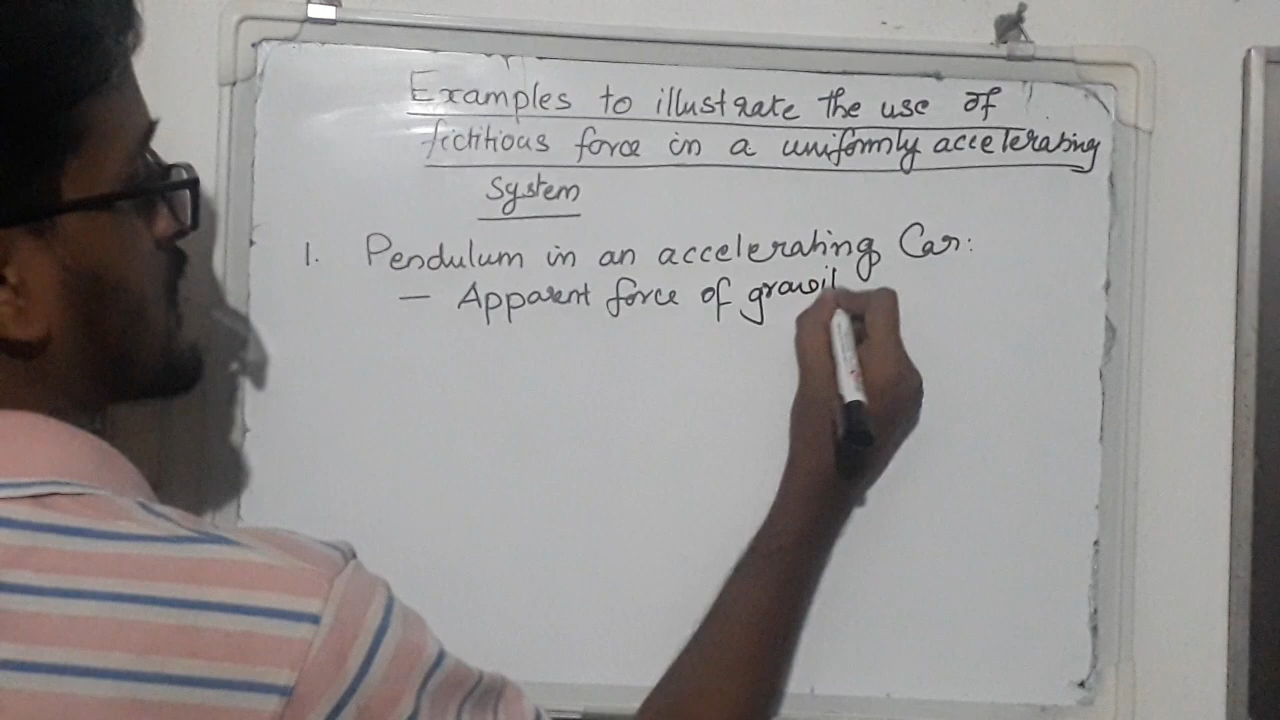 Examples to illustrate the use of
fictitious force in a uniformly accelerating
System
1. Pendulum in an accelerating Car:
— Apparent force of gravit